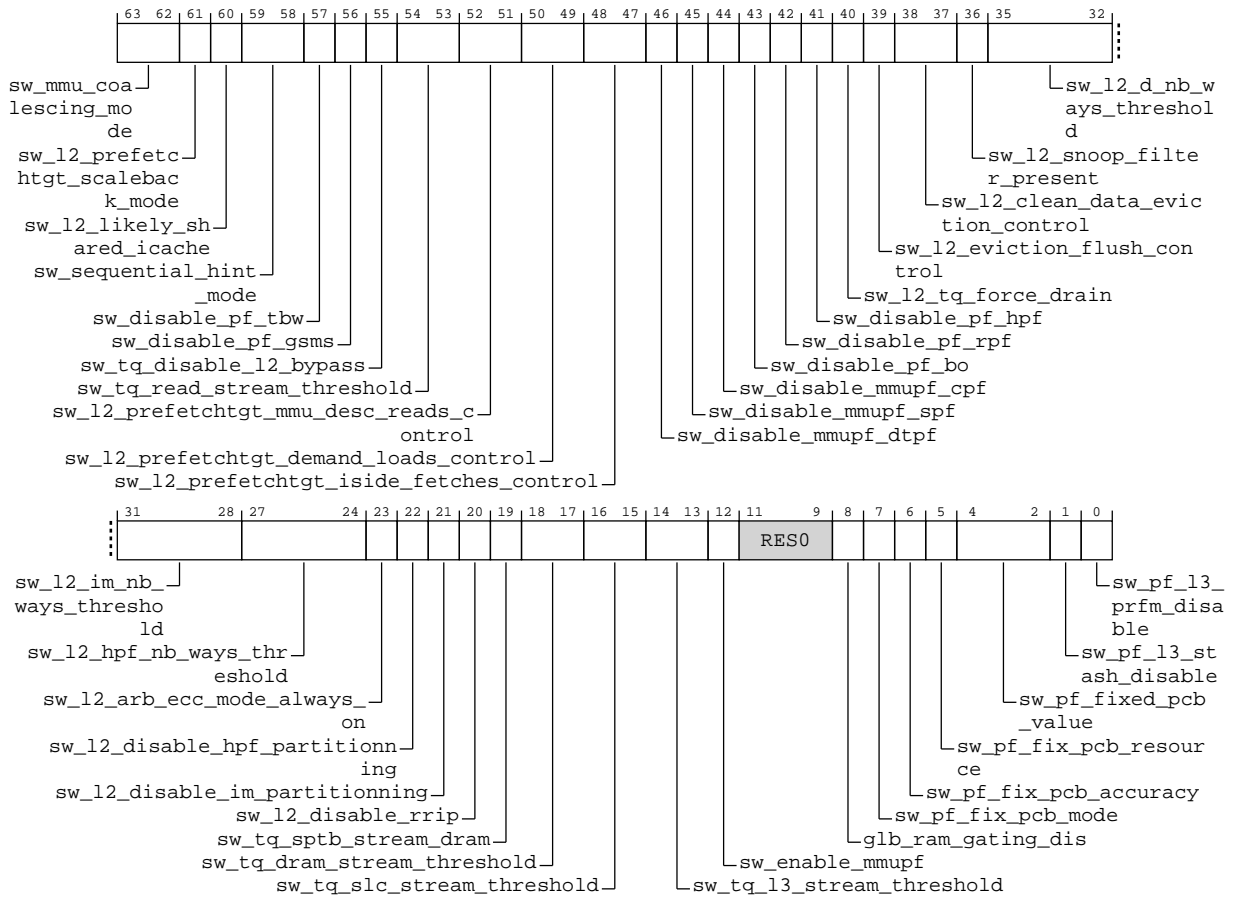 63 62 61 60 59 58 57 56 55 54 53 52 51 50 49 48 47 46 45 44 43 42 41 40 39 38 37 36 35 32
sw_mmu_coa
lescing_mo
de
sw_l2_prefetc
htgt_scalebac
k_mode
sw_l2_likely_sh
ared_icache
sw_sequential_hint
_mode
sw_disable_pf_tbw
sw_disable_pf_gsms
sw_tq_disable_l2_bypass
sw_tq_read_stream_threshold
sw_l2_prefetchtgt_mmu_desc_reads_c
ontrol
sw_l2_prefetchtgt_demand_loads_control
sw_l2_prefetchtgt_iside_fetches_control
sw_l2_d_nb_w
ays_threshol
d
sw_l2_snoop_filte
r_present
sw_l2_clean_data_evic
tion_control
sw_l2_eviction_flush_con
trol
sw_l2_tq_force_drain
sw_disable_pf_hpf
sw_disable_pf_rpf
sw_disable_pf_bo
sw_disable_mmupf_cpf
sw_disable_mmupf_spf
sw_disable_mmupf_dtpf
31 28 27 24 23 22 21 20 19 18 17 16 15 14 13 12 11 9 8 7 6 5 4 2 1 0
RES0
sw_l2_im_nb_
ways_thresho
ld
sw_l2_hpf_nb_ways_thr
eshold
sw_l2_arb_ecc_mode_always_
on
sw_l2_disable_hpf_partitionn
ing
sw_l2_disable_im_partitionning
sw_l2_disable_rrip
sw_tq_sptb_stream_dram
sw_tq_dram_stream_threshold
sw_tq_slc_stream_threshold
sw_pf_l3_
prfm_disa
ble
sw_pf_l3_st
ash_disable
sw_pf_fixed_pcb
_value
sw_pf_fix_pcb_resour
ce
sw_pf_fix_pcb_accuracy
sw_pf_fix_pcb_mode
glb_ram_gating_dis
sw_enable_mmupf
sw_tq_l3_stream_threshold